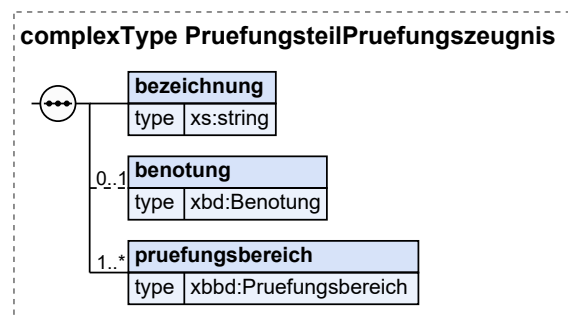 complexType PruefungsteilPruefungszeugnis
bezeichnung
type xs:string
0..1 benotung
type xbd:Benotung
1..* pruefungsbereich
type xbbd:Pruefungsbereich